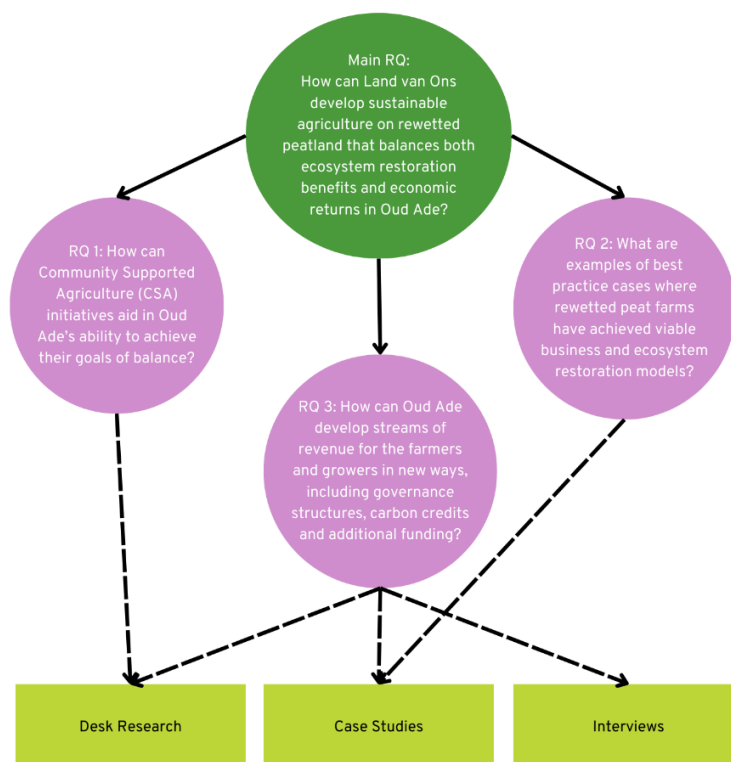 Main RQ:
How can Land van Ons
develop sustainable
agriculture on rewetted
peatland that balances both
ecosystem restoration
benefits and economic
returns in Oud Ade?
RQ 1: How can
Community Supported
Agriculture (CSA)
initiatives aid in Oud
Ade's ability to achieve
their goals of balance?
RQ 2: What are
examples of best
practice cases where
rewetted peat farms
have achieved viable
business and ecosystem
restoration models?
RQ 3: How can Oud Ade
develop streams of
revenue for the farmers
and growers in new ways,
including governance
structures, carbon credits
and additional funding?
Desk Research
Case Studies
Interviews